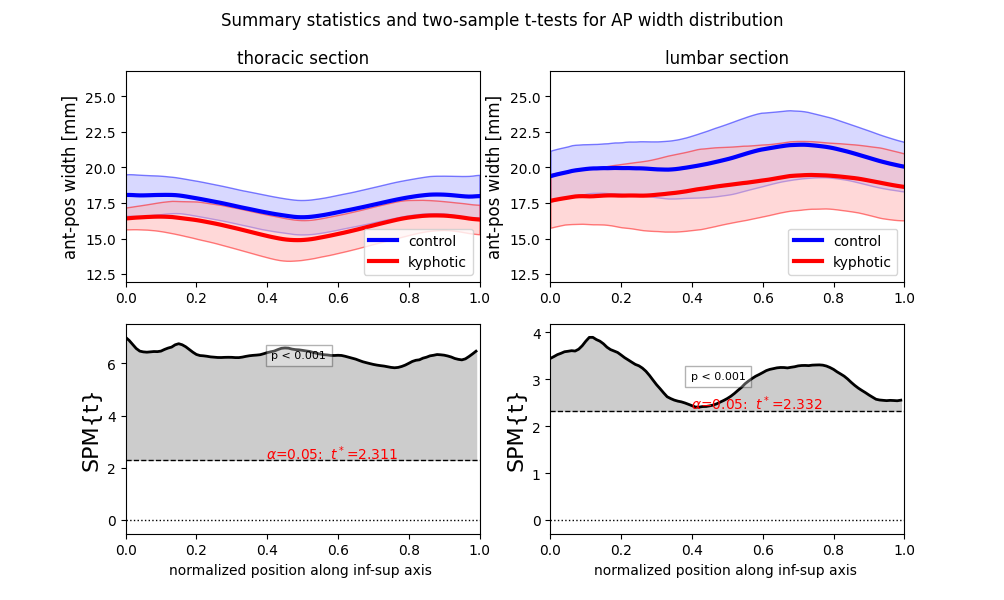 Summary statistics and two-sample t-tests for AP width distribution
thoracic section
ant-pos width [mm]
25.0
22.5
20.0
17.5
15.0
12.5
0.0 0.2 0.4 0.6 0.8 1.0
control
kyphotic
lumbar section
ant-pos width [mm]
25.0
22.5
20.0
17.5
15.0
12.5
0.0 0.2 0.4 0.6 0.8 1.0
control
kyphotic
SPM{t}
6
4
2
0
p < 0.001
α=0.05: t*=2.311
0.0 0.2 0.4 0.6 0.8 1.0
normalized position along inf-sup axis
SPM{t}
4
3
2
1
0
p < 0.001
α=0.05: t*=2.332
0.0 0.2 0.4 0.6 0.8 1.0
normalized position along inf-sup axis